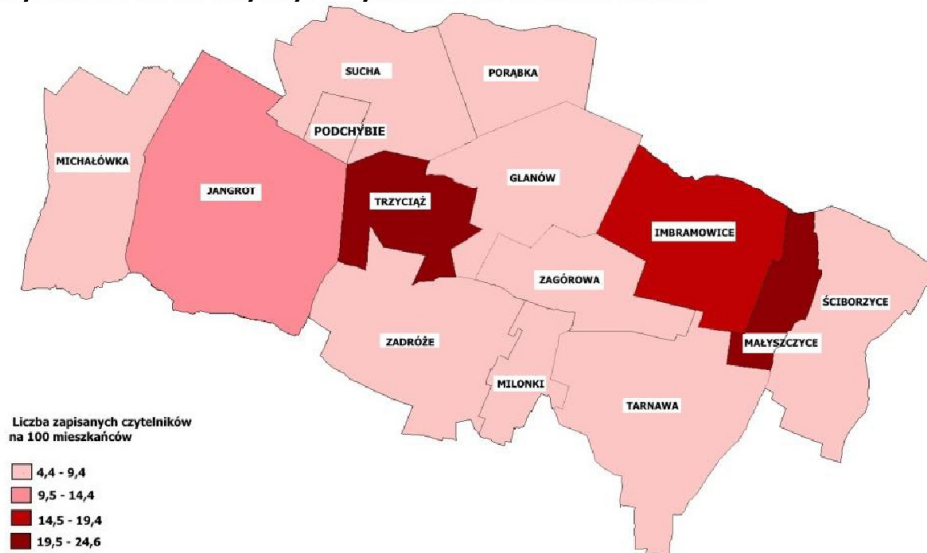 SUCHA
PORĄBKA
PODCHYBIE
MICHAŁÓWKA
GLANÓW
JANGROT
TRZYCIĄŻ
IMBRAMOWICE
ZAGÓROWA
ŚCIBORZYCE
ZADRÓŻE
MAŁYSZCZYCE
MILONKI
TARNAWA
Liczba zapisanych czytelników
na 100 mieszkańców
4,4 - 9,4
9,5 - 14,4
14,5 - 19,4
19,5 - 24,6